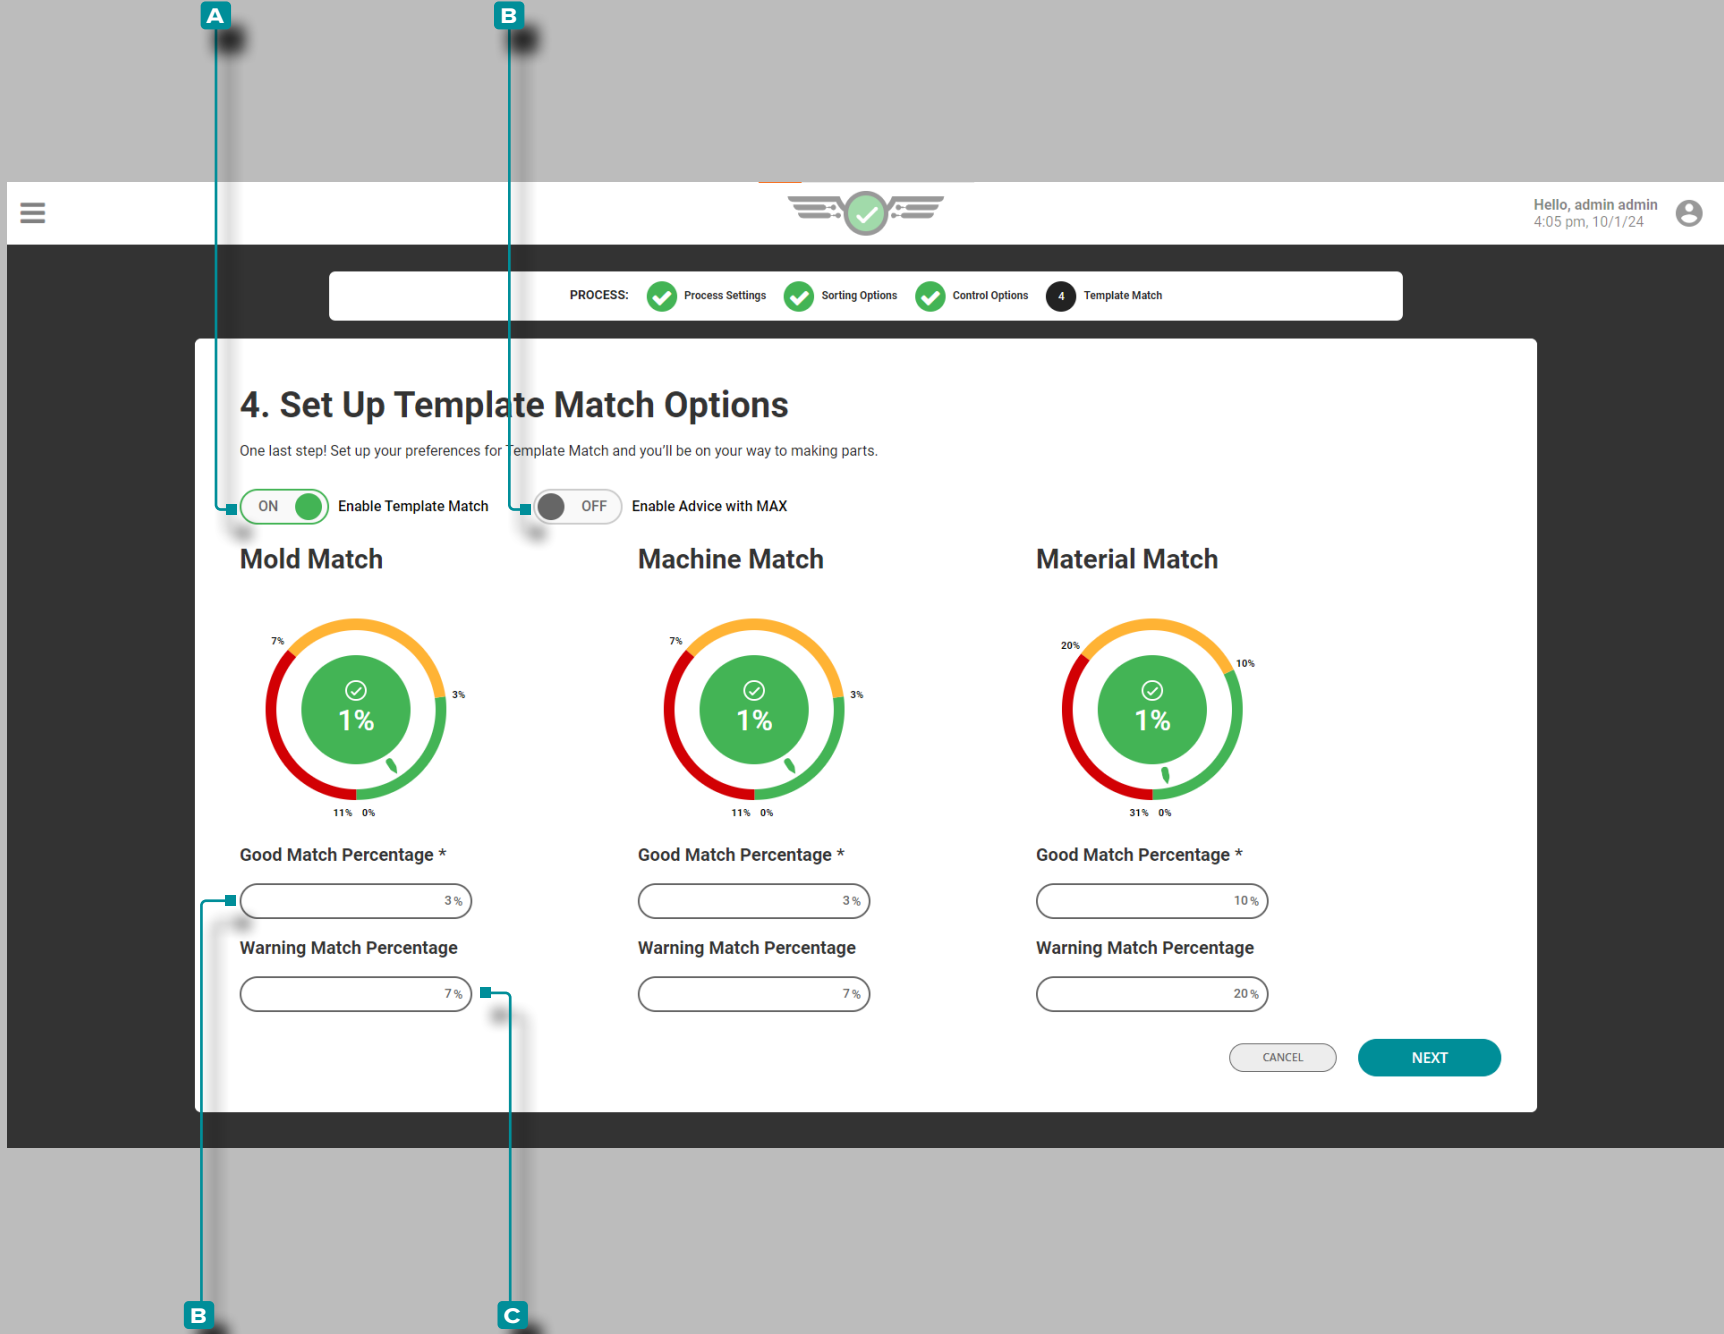 A
B
Hello, admin admin
4:05 pm, 10/1/24
PROCESS: Process Settings Sorting Options Control Options 4 Template Match
4. Set Up Template Match Options
One last step! Set up your preferences for Template Match and you'll be on your way to making parts.
ON Enable Template Match OFF Enable Advice with MAX
Mold Match
7%
3%
1%
11% 0%
Good Match Percentage *
3 %
Warning Match Percentage
7 %
Machine Match
7%
3%
1%
11% 0%
Good Match Percentage *
3 %
Warning Match Percentage
7 %
Material Match
20%
10%
1%
31% 0%
Good Match Percentage *
10 %
Warning Match Percentage
20 %
CANCEL NEXT
B
C